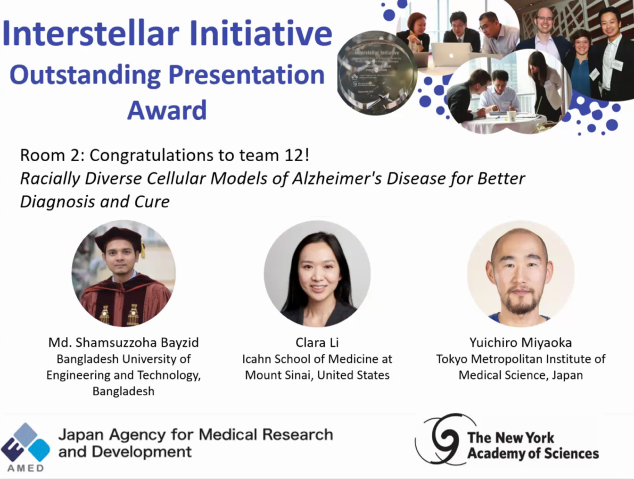 Interstellar Initiative
Outstanding Presentation
Award
Room 2: Congratulations to team 12!
Racially Diverse Cellular Models of Alzheimer's Disease for Better
Diagnosis and Cure
Md. Shamsuzzoha Bayzid
Bangladesh University of
Engineering and Technology,
Bangladesh
Clara Li
Icahn School of Medicine at
Mount Sinai, United States
Yuichiro Miyaoka
Tokyo Metropolitan Institute of
Medical Science, Japan
AMED
Japan Agency for Medical Research
and Development
The New York
Academy of Sciences